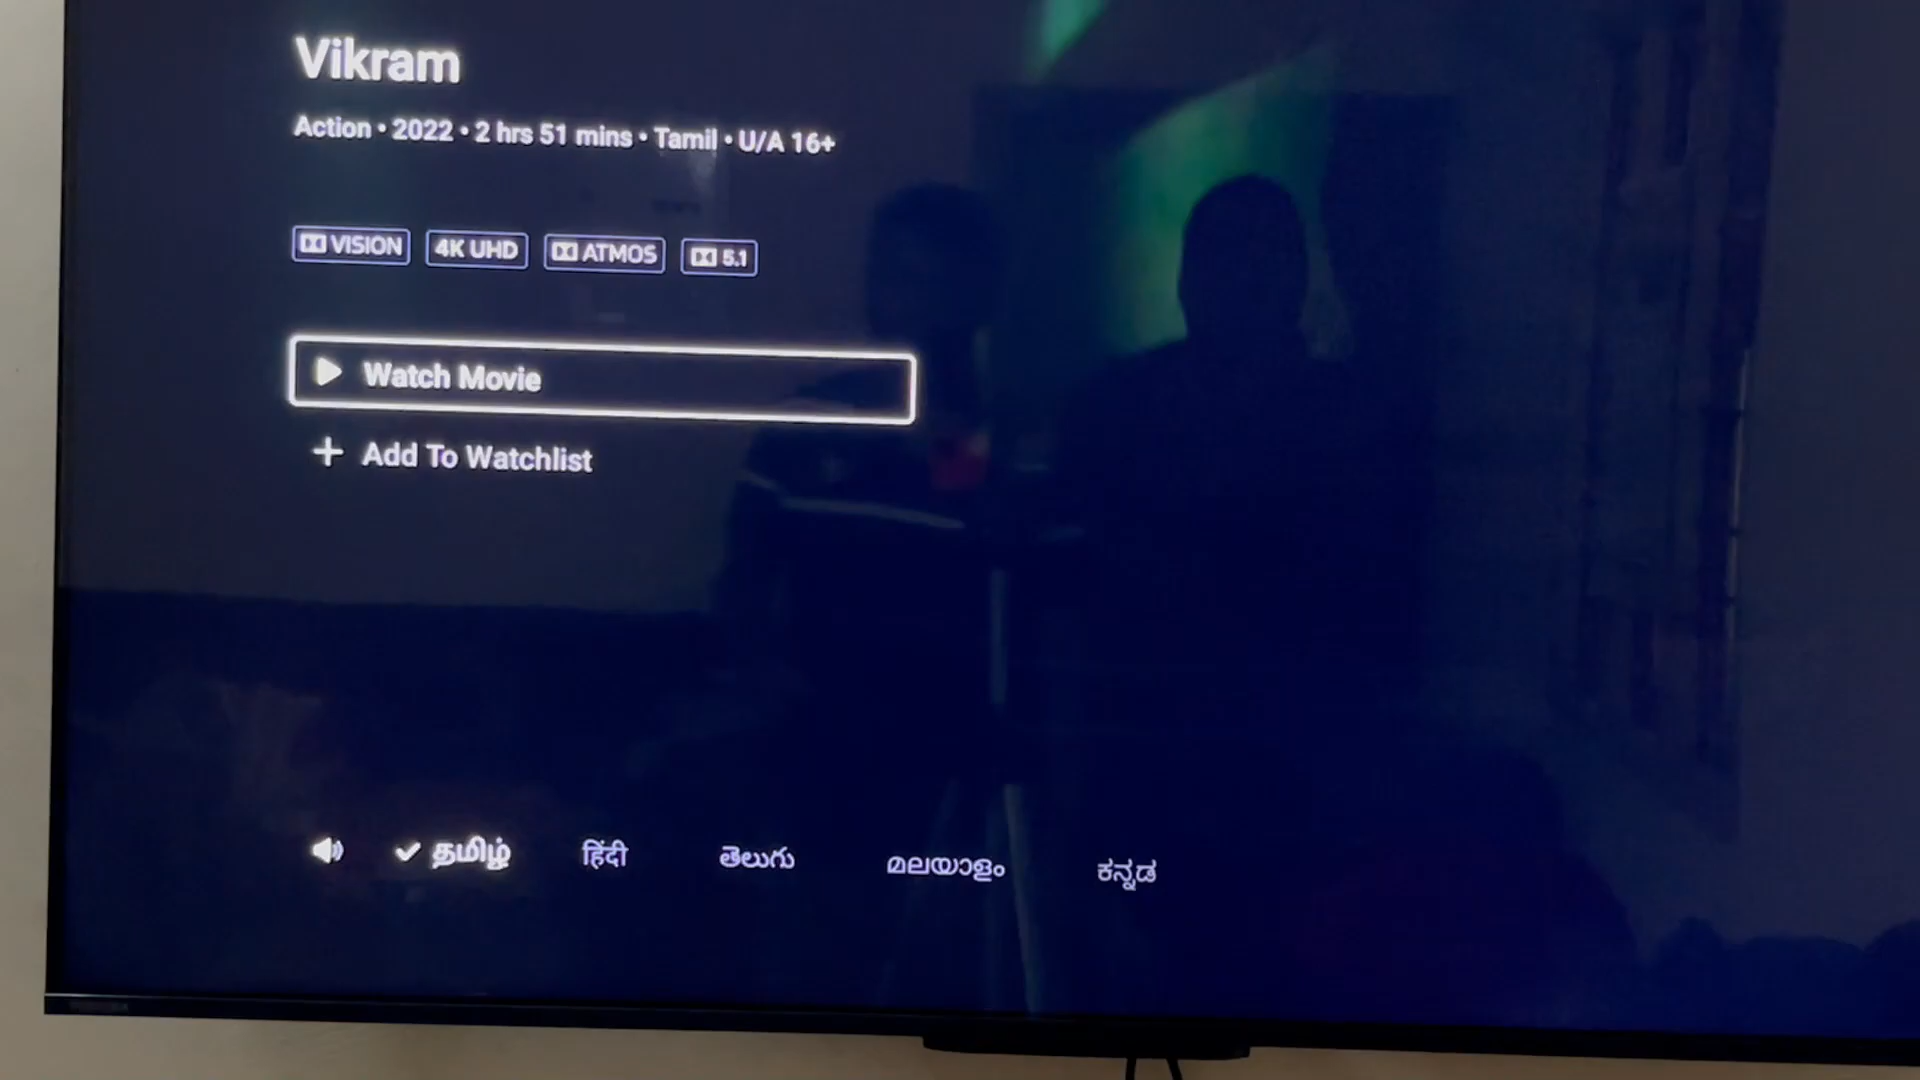 Vikram
Action • 2022 • 2 hrs 51 mins • Tamil • U/A 16+
VISION 4K UHD ATMOS 5.1
Watch Movie
Add To Watchlist
தமிழ் हिंदी తెలుగు മലയാളം ಕನ್ನಡ